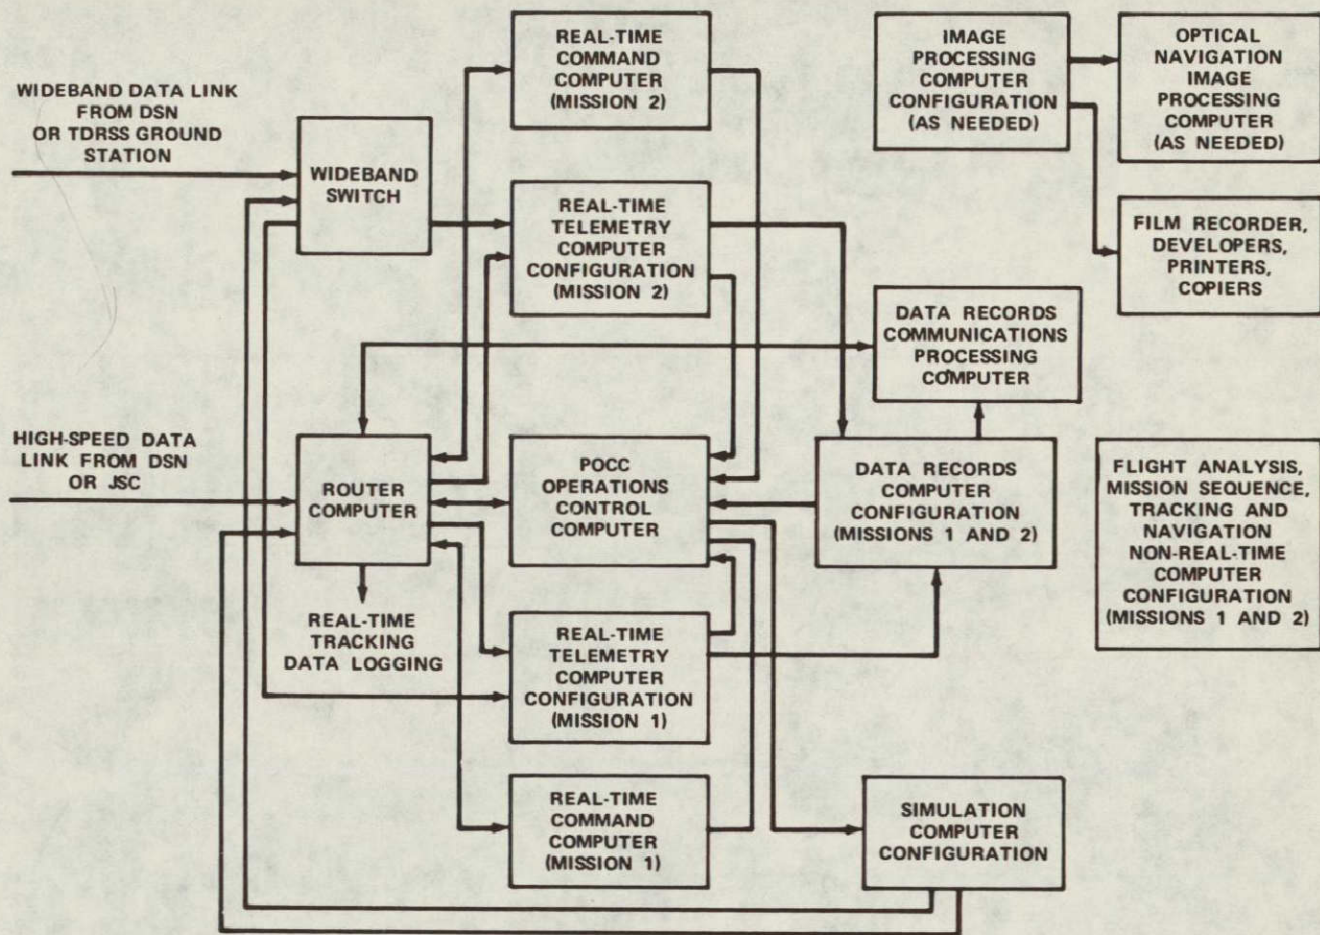 WIDEBAND DATA LINK
FROM DSN
OR TDRSS GROUND
STATION
WIDEBAND
SWITCH
REAL-TIME
COMMAND
COMPUTER
(MISSION 2)
IMAGE
PROCESSING
COMPUTER
CONFIGURATION
(AS NEEDED)
OPTICAL
NAVIGATION
IMAGE
PROCESSING
COMPUTER
(AS NEEDED)
REAL-TIME
TELEMETRY
COMPUTER
CONFIGURATION
(MISSION 2)
FILM RECORDER,
DEVELOPERS,
PRINTERS,
COPIERS
DATA RECORDS
COMMUNICATIONS
PROCESSING
COMPUTER
HIGH-SPEED DATA
LINK FROM DSN
OR JSC
ROUTER
COMPUTER
POCC
OPERATIONS
CONTROL
COMPUTER
DATA RECORDS
COMPUTER
CONFIGURATION
(MISSIONS 1 AND 2)
FLIGHT ANALYSIS,
MISSION SEQUENCE,
TRACKING AND
NAVIGATION
NON-REAL-TIME
COMPUTER
CONFIGURATION
(MISSIONS 1 AND 2)
REAL-TIME
TRACKING
DATA LOGGING
REAL-TIME
TELEMETRY
COMPUTER
CONFIGURATION
(MISSION 1)
REAL-TIME
COMMAND
COMPUTER
(MISSION 1)
SIMULATION
COMPUTER
CONFIGURATION